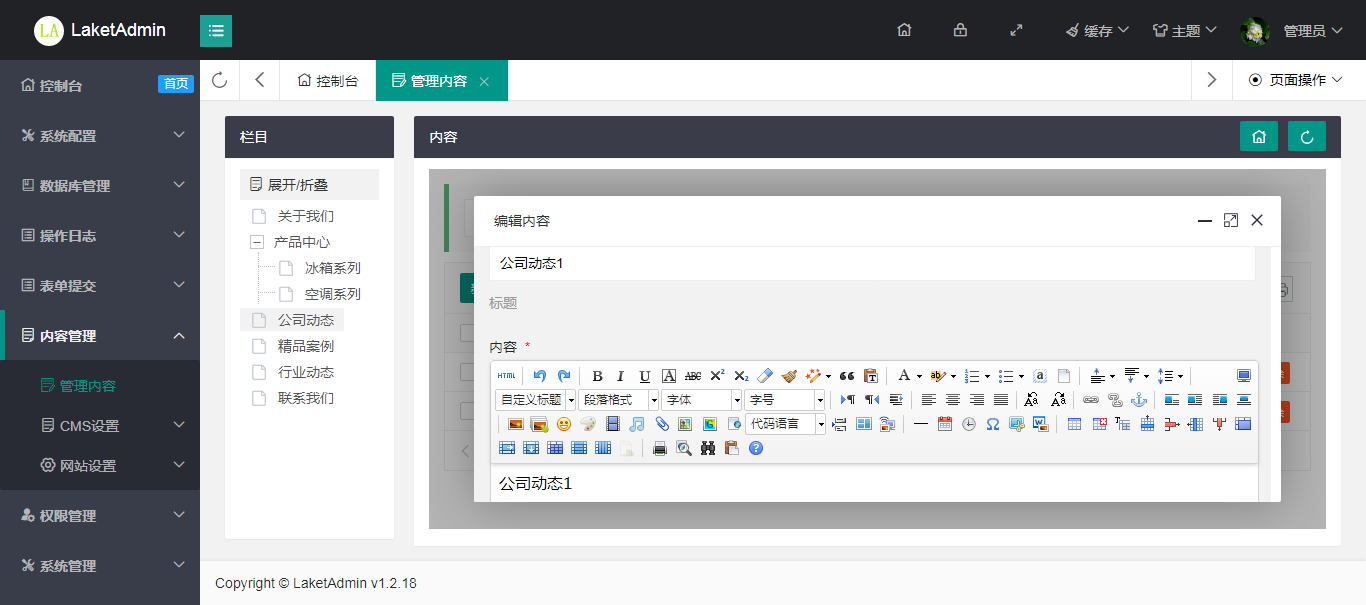 LA LaketAdmin 缓存 主题 管理员
控制台 首页
系统配置
数据库管理
操作日志
表单提交
内容管理
管理内容
CMS设置
网站设置
权限管理
系统管理
控制台 管理内容 页面操作
栏目
展开/折叠
关于我们
产品中心
冰箱系列
空调系列
公司动态
精品案例
行业动态
联系我们
内容
编辑内容
公司动态1
标题
内容 *
HTML B I U A ABC X² X₂ A ab a
自定义标题 段落格式 字体 字号
代码语言
公司动态1
Copyright © LaketAdmin v1.2.18